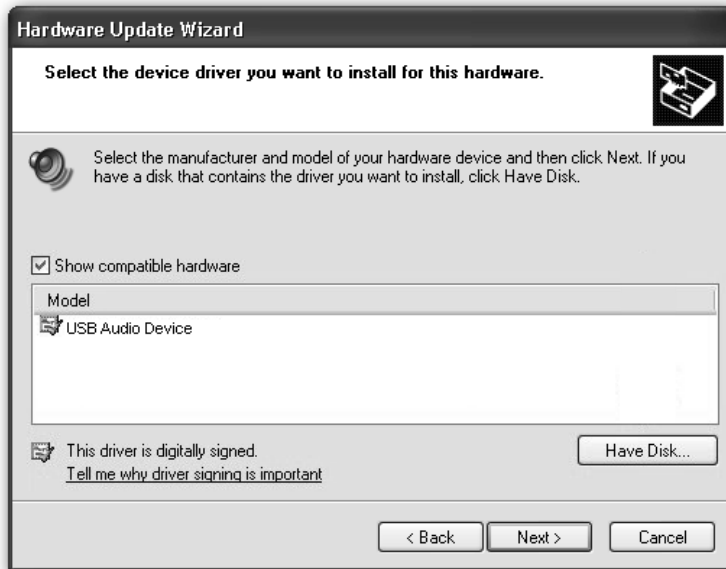 Hardware Update Wizard
Select the device driver you want to install for this hardware.
Select the manufacturer and model of your hardware device and then click Next. If you
have a disk that contains the driver you want to install, click Have Disk.
Show compatible hardware
Model
USB Audio Device
This driver is digitally signed.
Have Disk...
Tell me why driver signing is important
< Back
Next >
Cancel